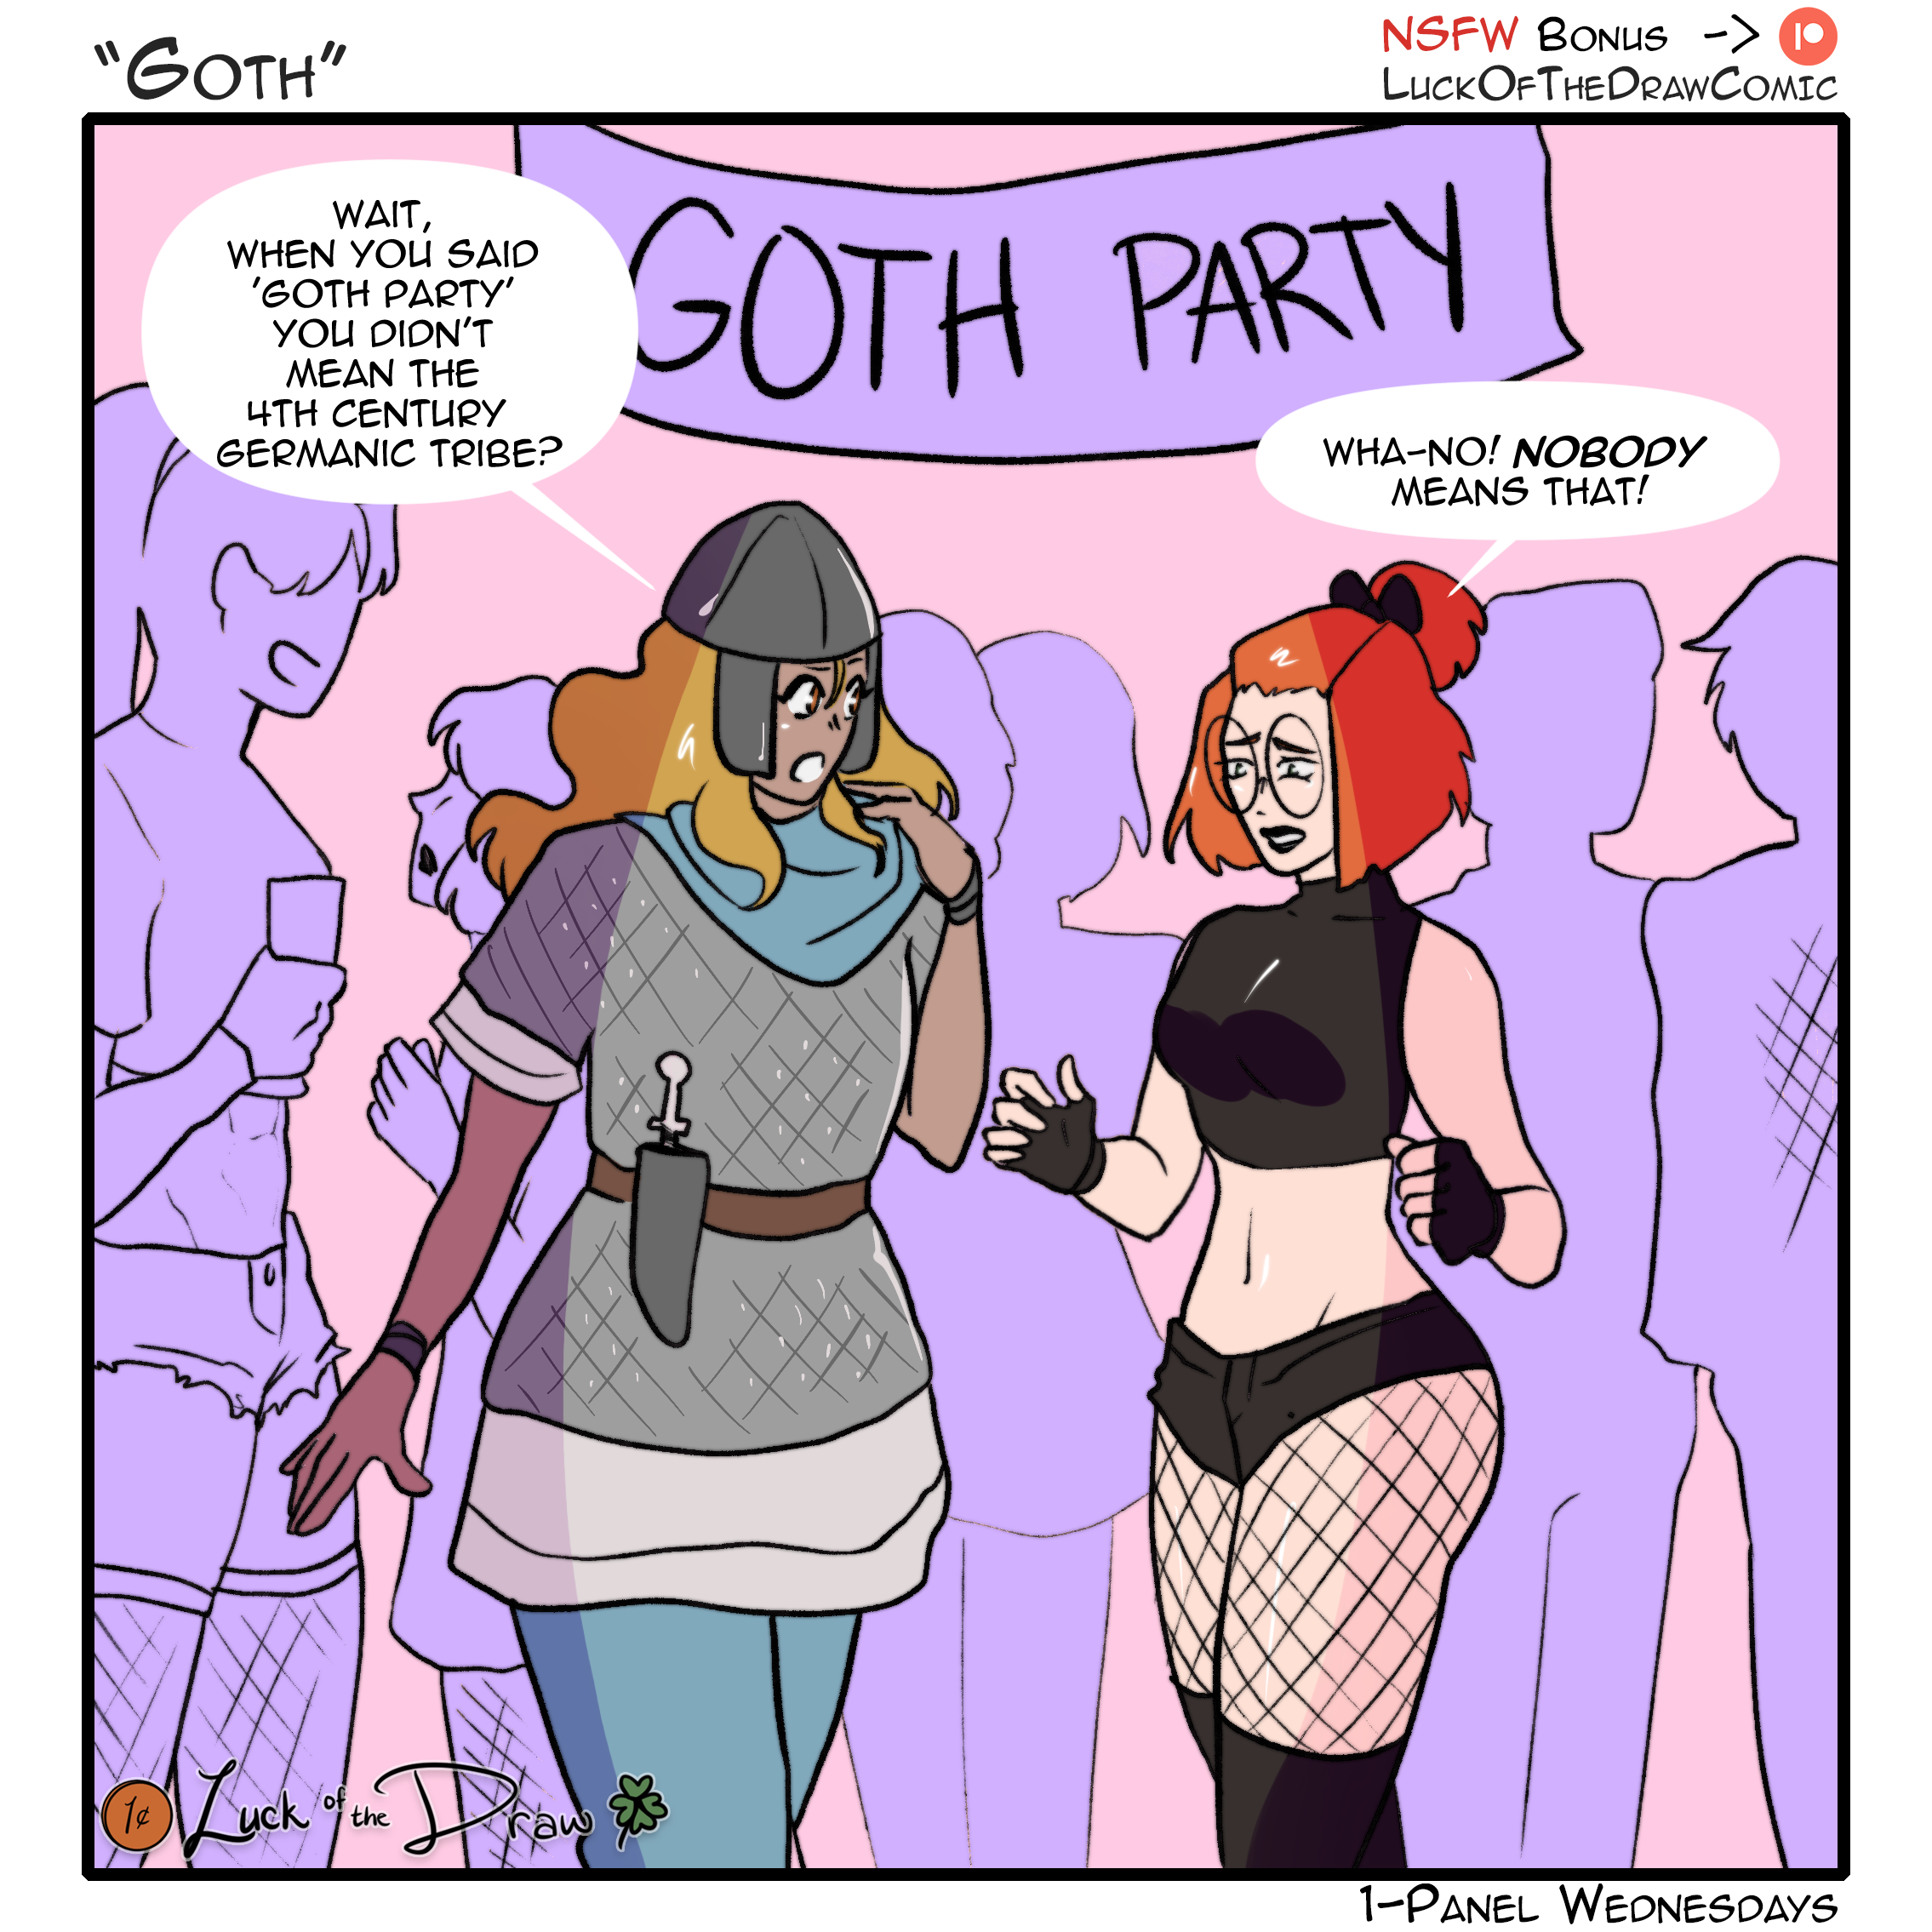 "GOTH"
NSFW BONUS ->
LUCKOFTHEDRAWCOMIC
GOTH PARTY
WAIT,
WHEN YOU SAID
'GOTH PARTY'
YOU DIDN'T
MEAN THE
4TH CENTURY
GERMANIC TRIBE?
WHA-NO! NOBODY
MEANS THAT!
1¢ Luck of the Draw
1-PANEL WEDNESDAYS